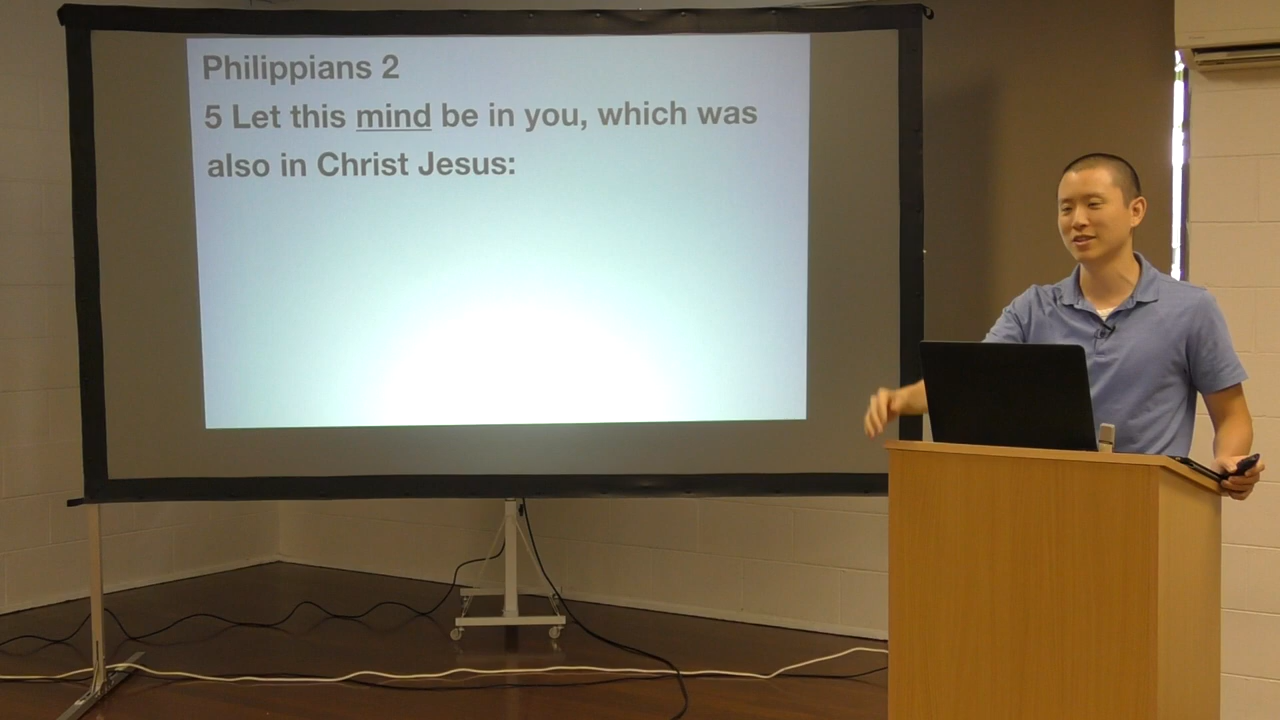 Philippians 2
5 Let this mind be in you, which was
also in Christ Jesus: